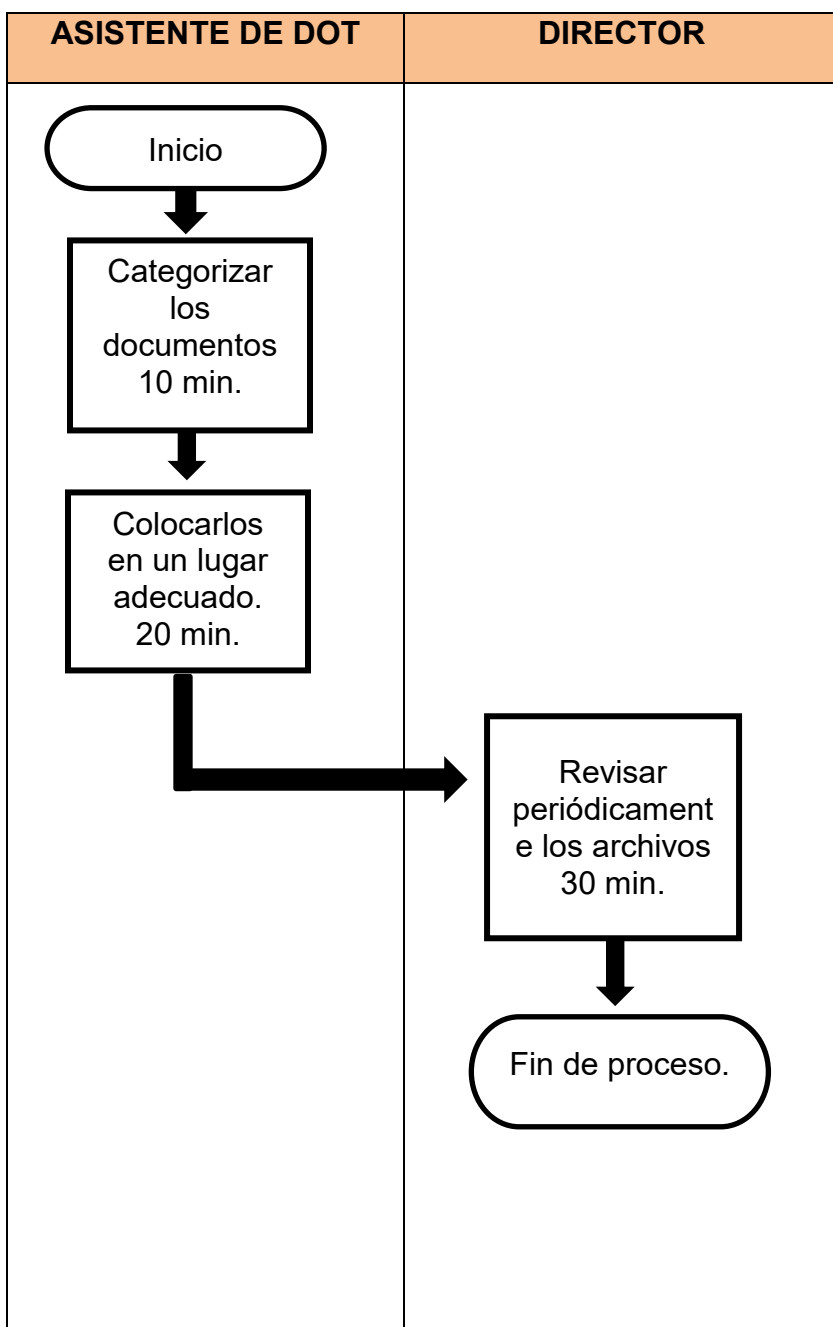 ASISTENTE DE DOT
DIRECTOR
Inicio
Categorizar
los
documentos
10 min.
Colocarlos
en un lugar
adecuado.
20 min.
Revisar
periódicament
e los archivos
30 min.
Fin de proceso.